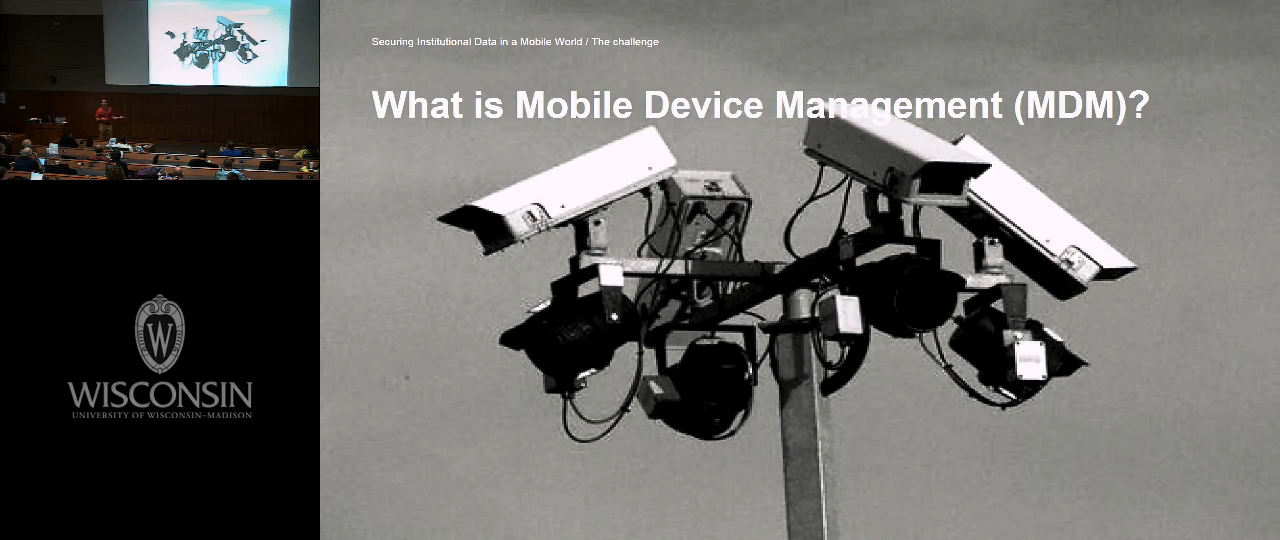 Securing Institutional Data in a Mobile World / The challenge
What is Mobile Device Management (MDM)?
W
WISCONSIN
UNIVERSITY OF WISCONSIN–MADISON